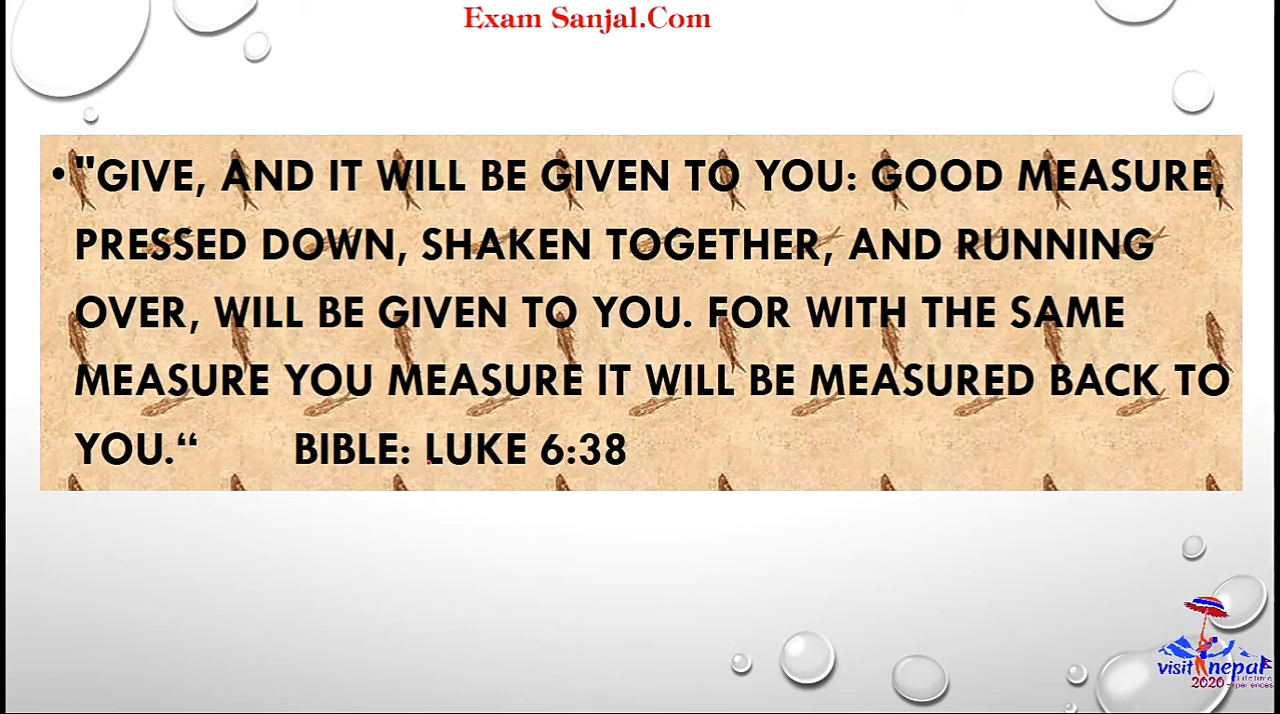 Exam Sanjal.Com
• "GIVE, AND IT WILL BE GIVEN TO YOU: GOOD MEASURE,
PRESSED DOWN, SHAKEN TOGETHER, AND RUNNING
OVER, WILL BE GIVEN TO YOU. FOR WITH THE SAME
MEASURE YOU MEASURE IT WILL BE MEASURED BACK TO
YOU.“ BIBLE: LUKE 6:38
visit nepal
2020 Lifetime
Experiences